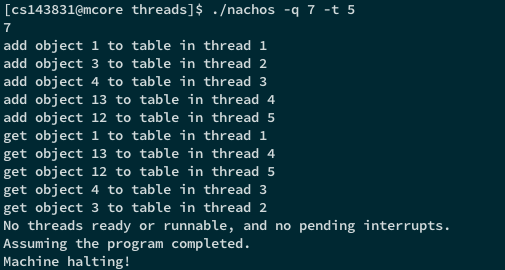 [cs143831@mcore threads]$ ./nachos -q 7 -t 5
7
add object 1 to table in thread 1
add object 3 to table in thread 2
add object 4 to table in thread 3
add object 13 to table in thread 4
add object 12 to table in thread 5
get object 1 to table in thread 1
get object 13 to table in thread 4
get object 12 to table in thread 5
get object 4 to table in thread 3
get object 3 to table in thread 2
No threads ready or runnable, and no pending interrupts.
Assuming the program completed.
Machine halting!